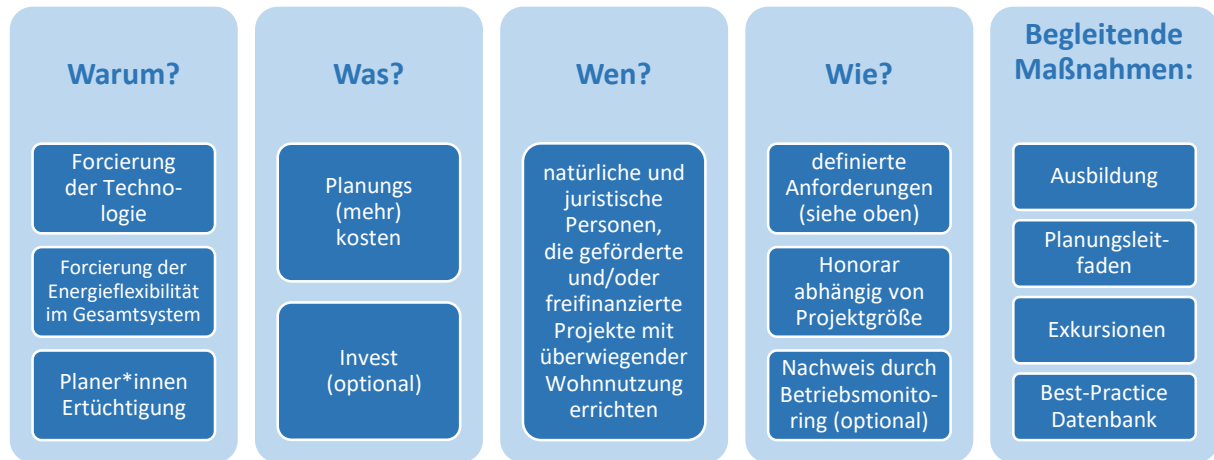 Warum?
Forcierung
der Techno-
logie
Forcierung der
Energieflexibilität
im Gesamtsystem
Planer*innen
Ertüchtigung
Was?
Planungs
(mehr)
kosten
Invest
(optional)
Wen?
natürliche und
juristische
Personen,
die geförderte
und/oder
freifinanzierte
Projekte mit
überwiegender
Wohnnutzung
errichten
Wie?
definierte
Anforderungen
(siehe oben)
Honorar
abhängig von
Projektgröße
Nachweis durch
Betriebsmonito-
ring (optional)
Begleitende
Maßnahmen:
Ausbildung
Planungsleit-
faden
Exkursionen
Best-Practice
Datenbank